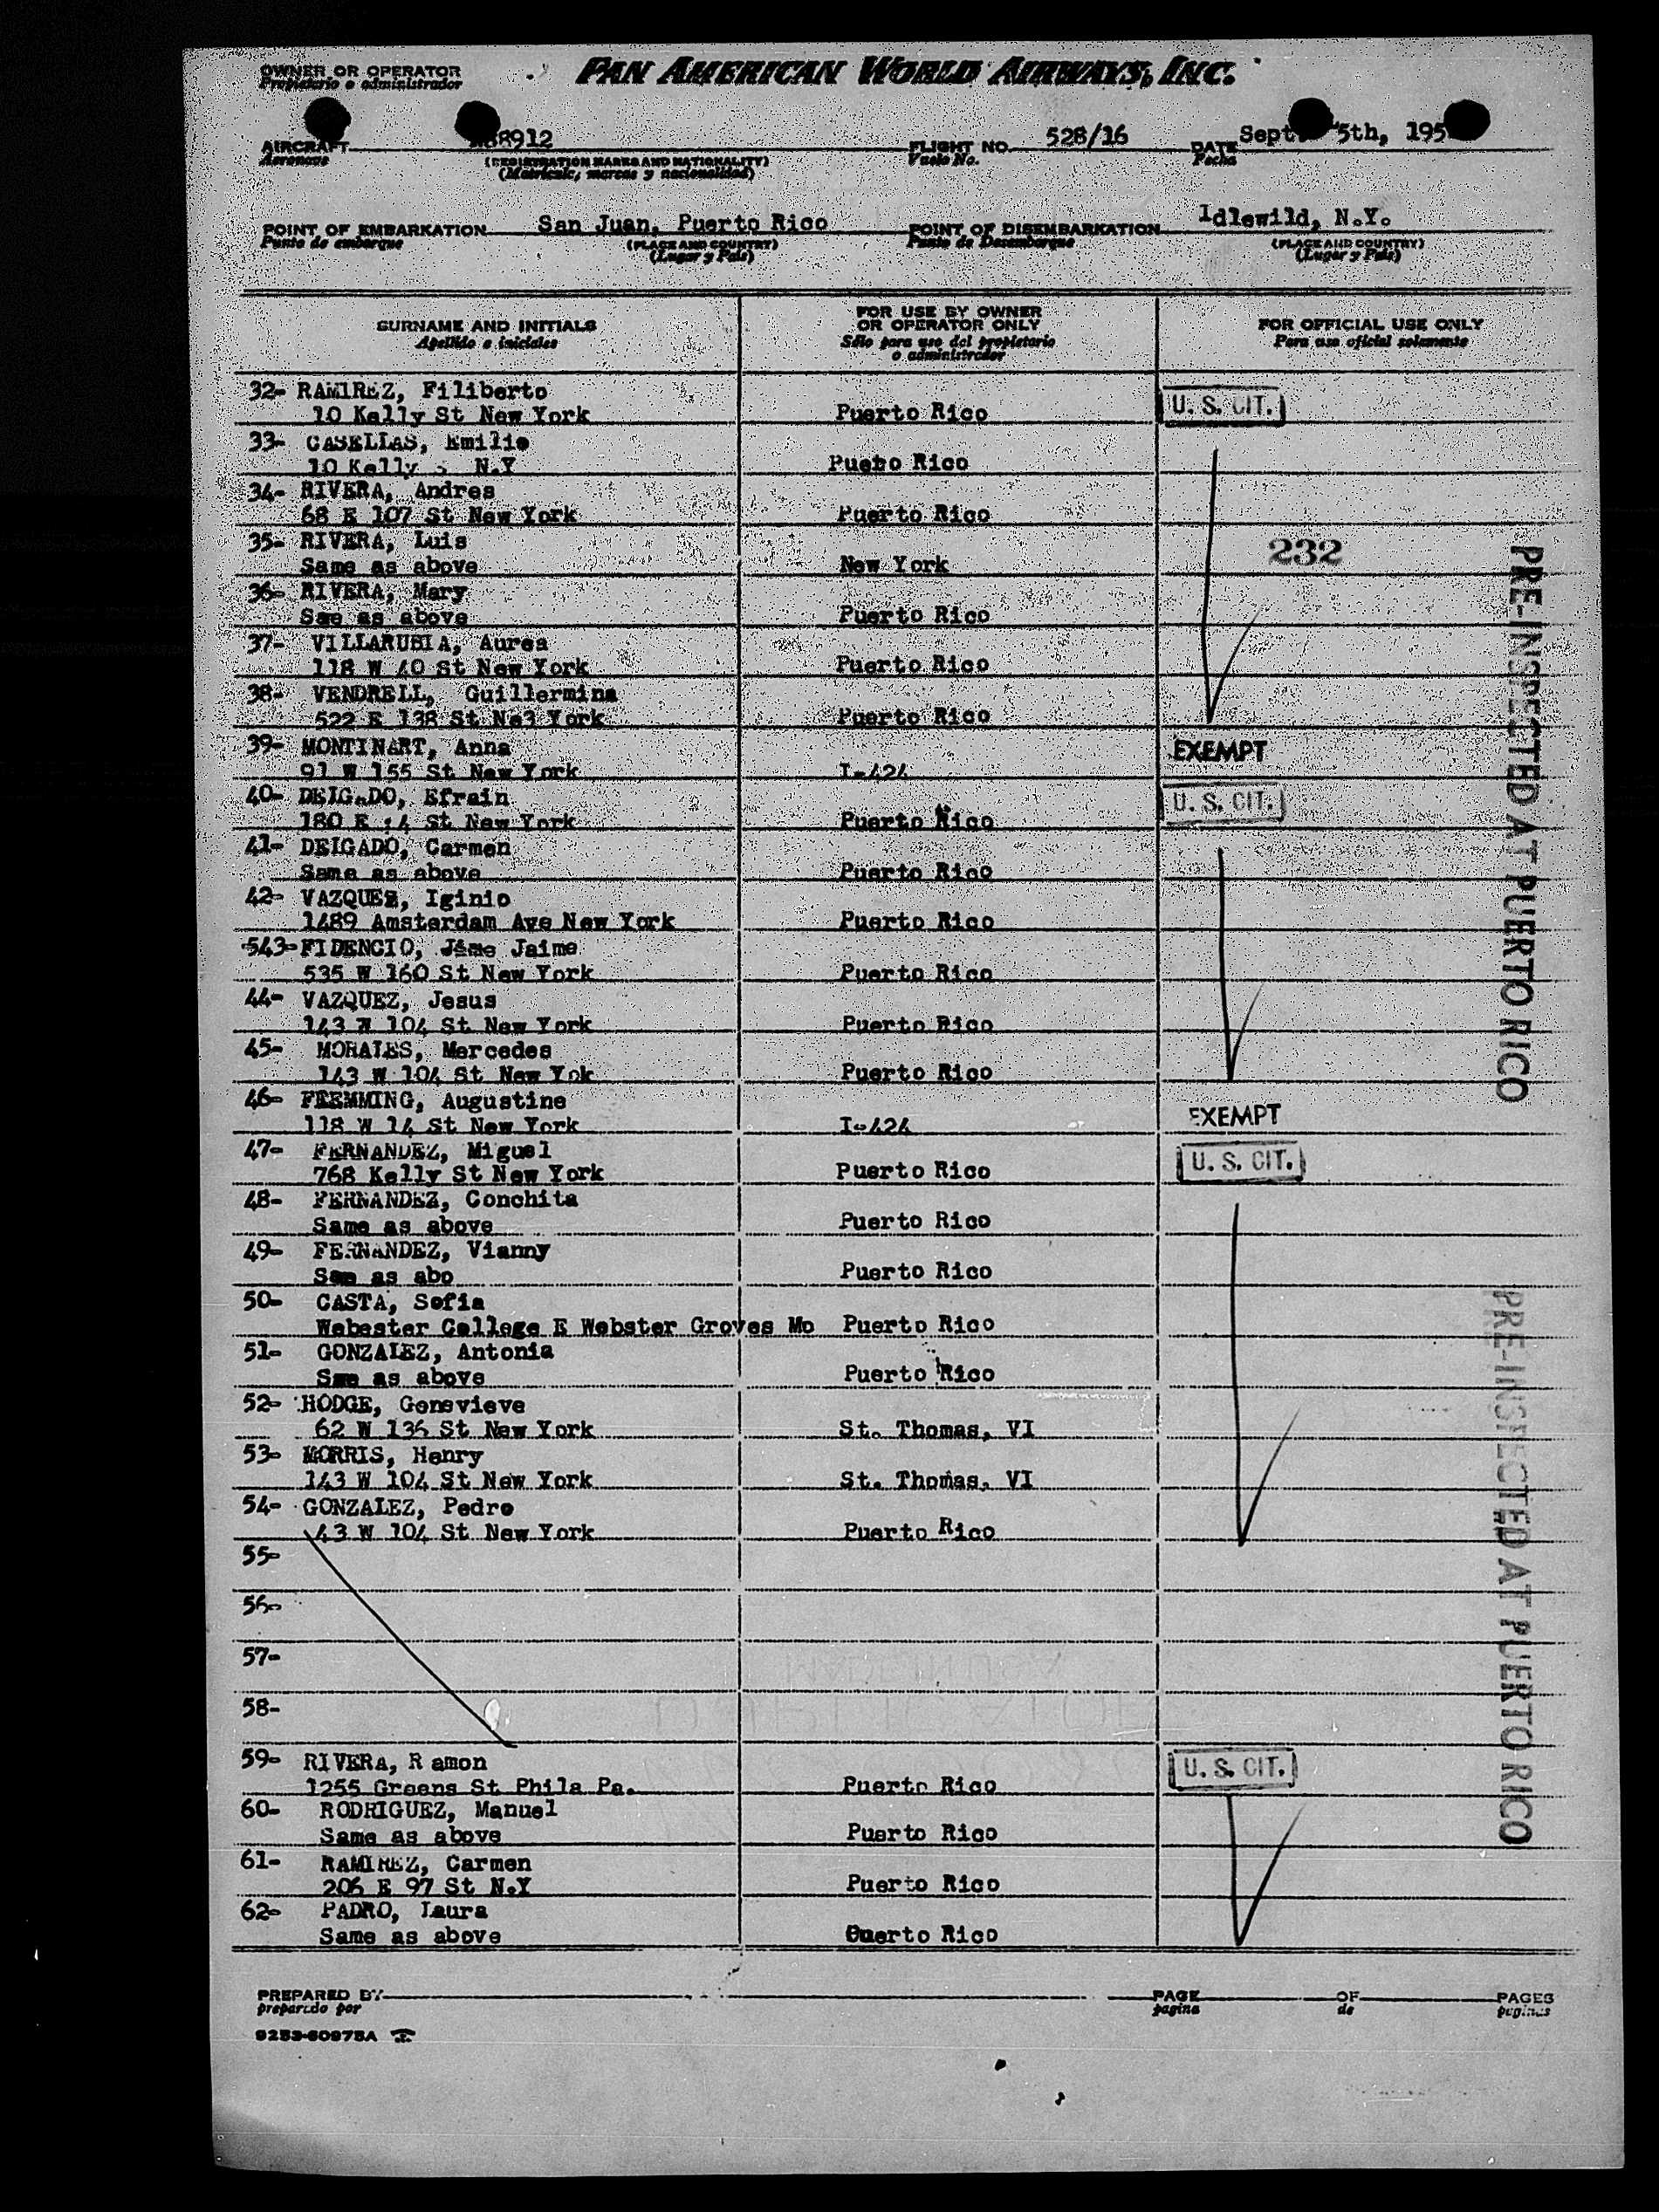 OWNER OR OPERATOR
Propietario o administrador
PAN AMERICAN WORLD AIRWAYS, INC.
AIRCRAFT 8912 FLIGHT NO. 528/16 DATE Sept. 5th, 195
Aeronave (REGISTRATION MARKS AND NATIONALITY) Vuelo No. Fecha
(Matricula, marcas y nacionalidad)
POINT OF EMBARKATION San Juan, Puerto Rico POINT OF DISEMBARKATION Idlewild, N.Y.
Punto de embarque (PLACE AND COUNTRY) Punto de Desembarque (PLACE AND COUNTRY)
(Lugar y Pais) (Lugar y Pais)
SURNAME AND INITIALS
Apellido e iniciales
FOR USE BY OWNER
OR OPERATOR ONLY
Sólo para uso del propietario
o administrador
FOR OFFICIAL USE ONLY
Para uso oficial solamente
32- RAMIREZ, Filiberto
10 Kelly St New York Puerto Rico U. S. CIT.
33- CASELLAS, Emilio
10 Kelly N.Y Puebo Rico
34- RIVERA, Andres
68 E 107 St New York Puerto Rico
35- RIVERA, Luis
Same as above New York 232
36- RIVERA, Mary
Sae as above Puerto Rico
37- VILLARUBIA, Aurea
118 W 40 St New York Puerto Rico
38- VENDRELL, Guillermina
522 E 138 St Ne3 York Puerto Rico
39- MONTINART, Anna EXEMPT
91 W 155 St New York I-424
40- DELGADO, Efrain U. S. CIT.
180 E St New York Puerto Rico
41- DELGADO, Carmen
Same as above Puerto Rico
42- VAZQUEZ, Iginio
1489 Amsterdam Ave New York Puerto Rico
543- FIDENCIO, Jaime
535 W 160 St New York Puerto Rico
44- VAZQUEZ, Jesus
143 W 104 St New York Puerto Rico
45- MORALES, Mercedes
143 W 104 St New Yok Puerto Rico
46- FLEMMING, Augustine EXEMPT
118 W 14 St New York I-424
47- FERNANDEZ, Miguel
768 Kelly St New York Puerto Rico U. S. CIT.
48- FERNANDEZ, Conchita
Same as above Puerto Rico
49- FERNANDEZ, Vianny
Sam as abo Puerto Rico
50- CASTA, Sofia
Webester College E Webster Groves Mo Puerto Rico
51- GONZALEZ, Antonia
Sae as above Puerto Rico
52- HODGE, Genevieve
62 W 136 St New York St. Thomas, VI
53- MORRIS, Henry
143 W 104 St New York St. Thomas, VI
54- GONZALEZ, Pedro
43 W 104 St New York Puerto Rico
55-
56-
57-
58-
59- RIVERA, R amon
1255 Greens St Phila Pa. Puerto Rico U. S. CIT.
60- RODRIGUEZ, Manuel
Same as above Puerto Rico
61- RAMIREZ, Carmen
206 E 97 St N.Y Puerto Rico
62- PADRO, Laura
Same as above Puerto Rico
PRE-INSPECTED AT PUERTO RICO
PRE-INSPECTED AT PUERTO RICO
PREPARED BY PAGE OF PAGES
preparado por pagina de paginas
9253-60975A